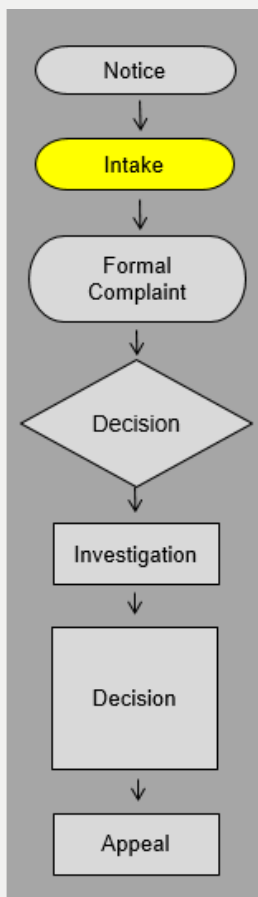 Notice
Intake
Formal
Complaint
Decision
Investigation
Decision
Appeal